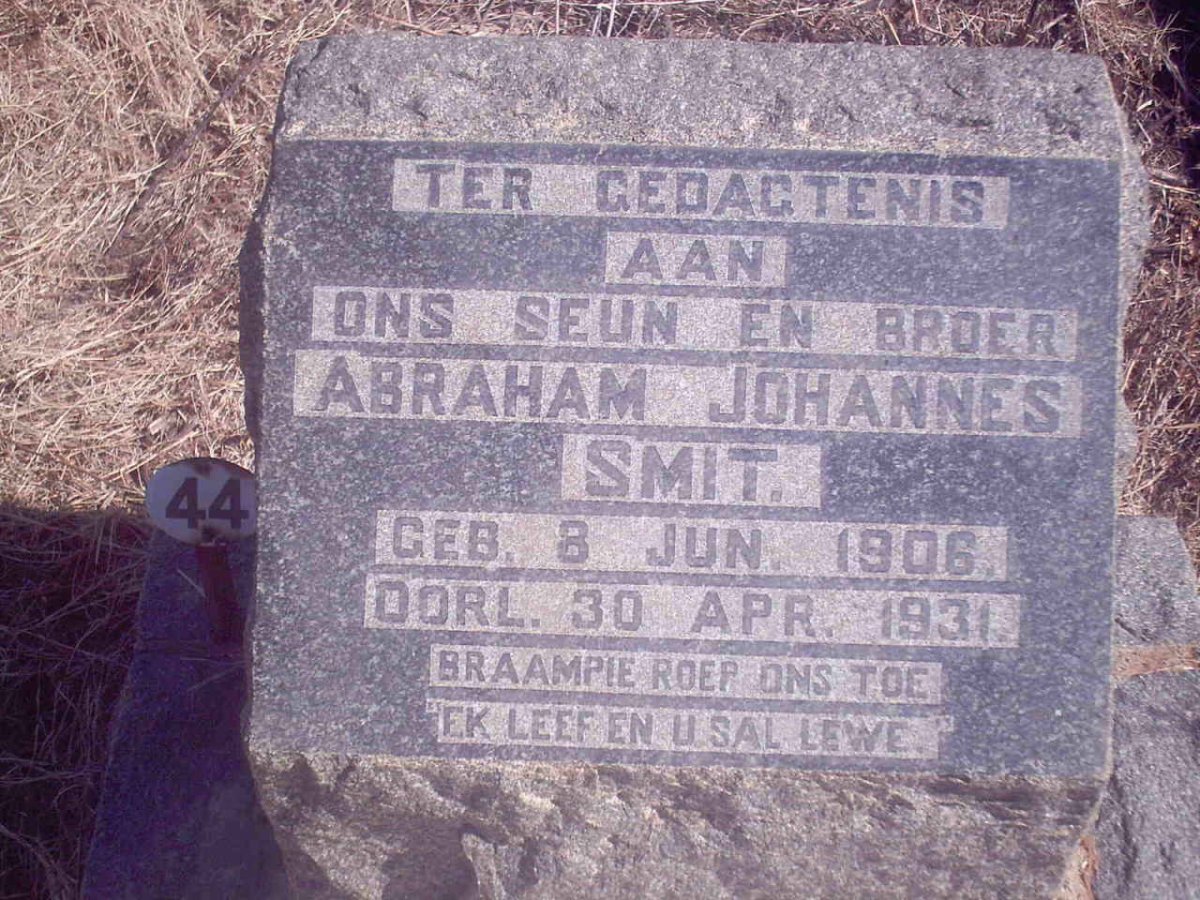 TER GEDAGTENIS
AAN
ONS SEUN EN BROER
ABRAHAM JOHANNES
SMIT.
GEB. 8 JUN. 1906.
OORL. 30 APR. 1931.
BRAAMPIE ROEP ONS TOE
"EK LEEF EN U SAL LEWE"
44